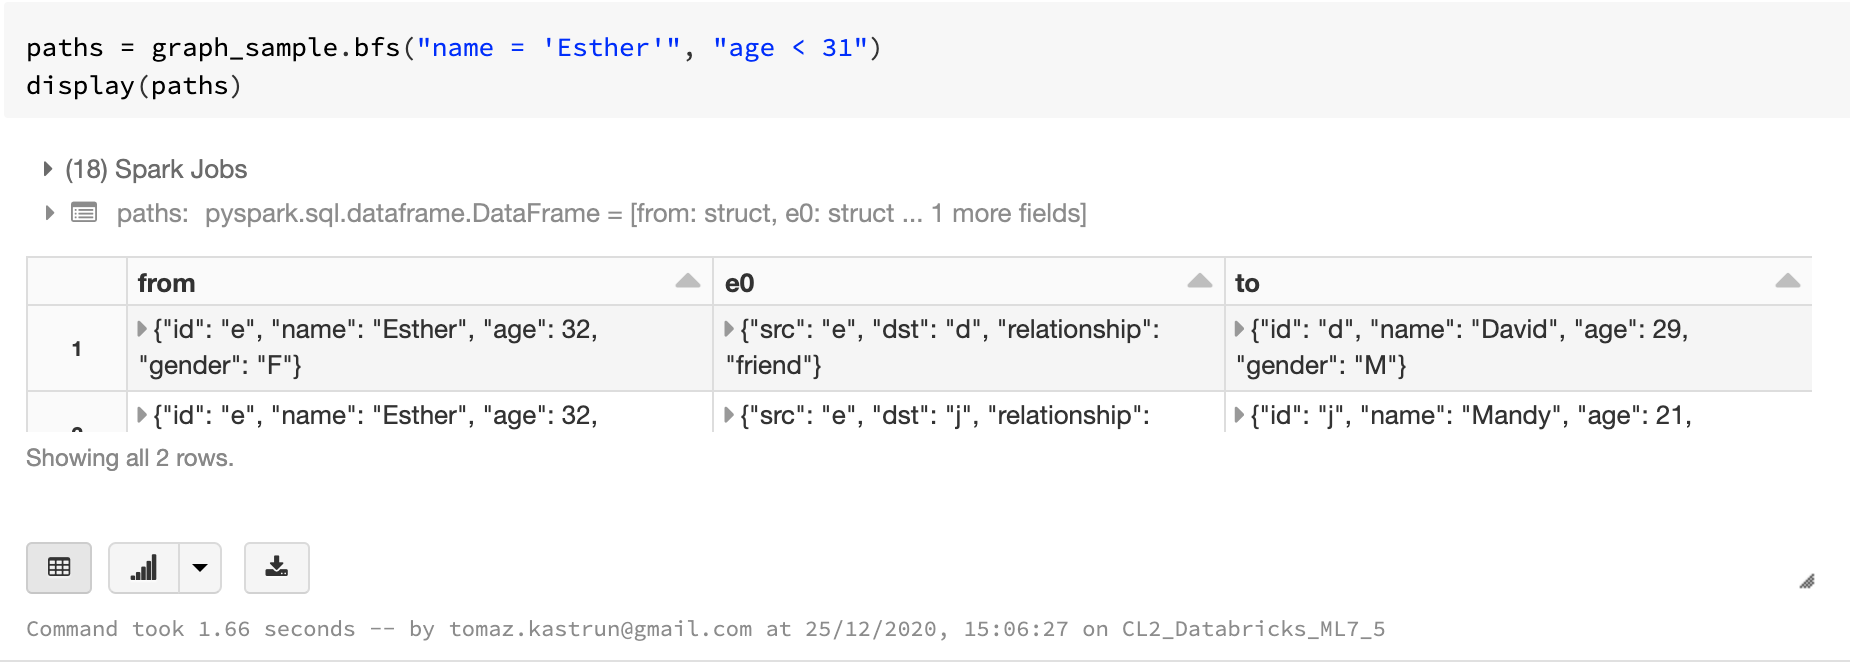 paths = graph_sample.bfs("name = 'Esther'", "age < 31")
display(paths)
(18) Spark Jobs
paths: pyspark.sql.dataframe.DataFrame = [from: struct, e0: struct ... 1 more fields]
from e0 to
1 {"id": "e", "name": "Esther", "age": 32, {"src": "e", "dst": "d", "relationship": {"id": "d", "name": "David", "age": 29,
"gender": "F"} "friend"} "gender": "M"}
{"id": "e", "name": "Esther", "age": 32, {"src": "e", "dst": "j", "relationship": {"id": "j", "name": "Mandy", "age": 21,
Showing all 2 rows.
Command took 1.66 seconds -- by tomaz.kastrun@gmail.com at 25/12/2020, 15:06:27 on CL2_Databricks_ML7_5